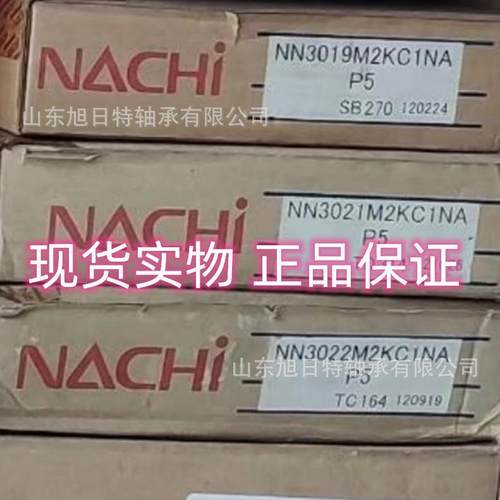 NACHI
NN3019M2KC1NA
P5
SB270 120224
山东旭日特轴承有限公司
NACHI
NN3021M2KC1NA
P5
现货实物 正品保证
NACHI
NN3022M2KC1NA
山东旭日特轴承有限公司
P5
TC164 120919